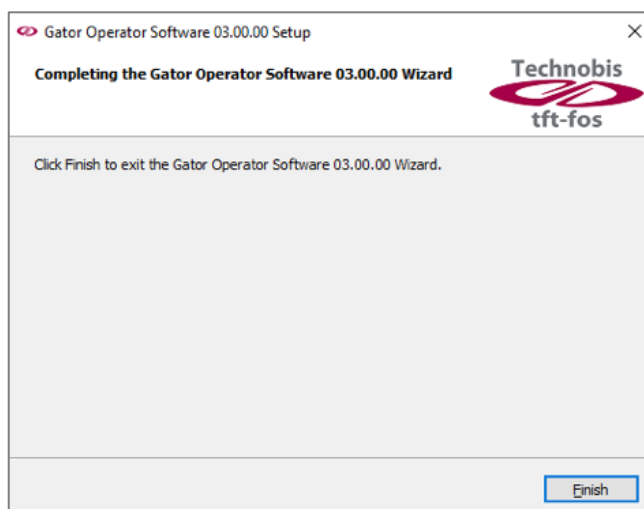 Gator Operator Software 03.00.00 Setup
Completing the Gator Operator Software 03.00.00 Wizard
Technobis
tft-fos
Click Finish to exit the Gator Operator Software 03.00.00 Wizard.
Finish